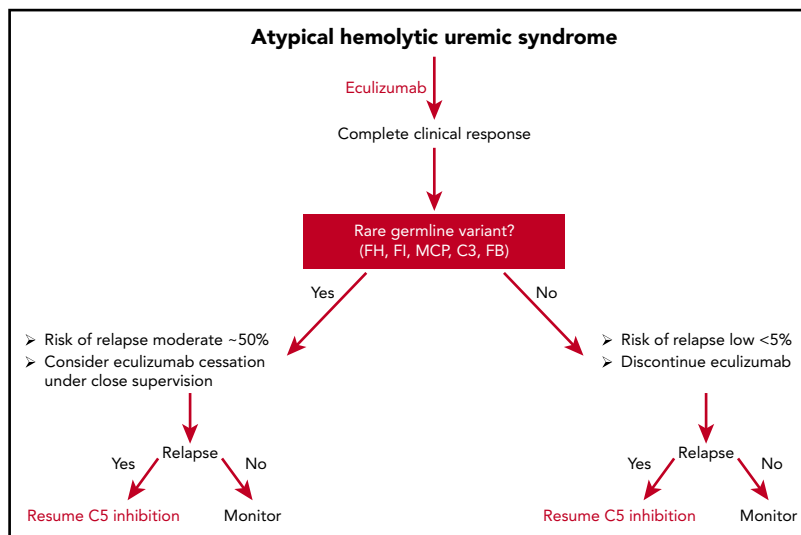 Atypical hemolytic uremic syndrome
Eculizumab
Complete clinical response
Rare germline variant?
(FH, FI, MCP, C3, FB)
Yes
No
➢ Risk of relapse moderate ~50%
➢ Consider eculizumab cessation
under close supervision
➢ Risk of relapse low <5%
➢ Discontinue eculizumab
Yes
Relapse
No
Resume C5 inhibition
Monitor
Yes
Relapse
No
Resume C5 inhibition
Monitor